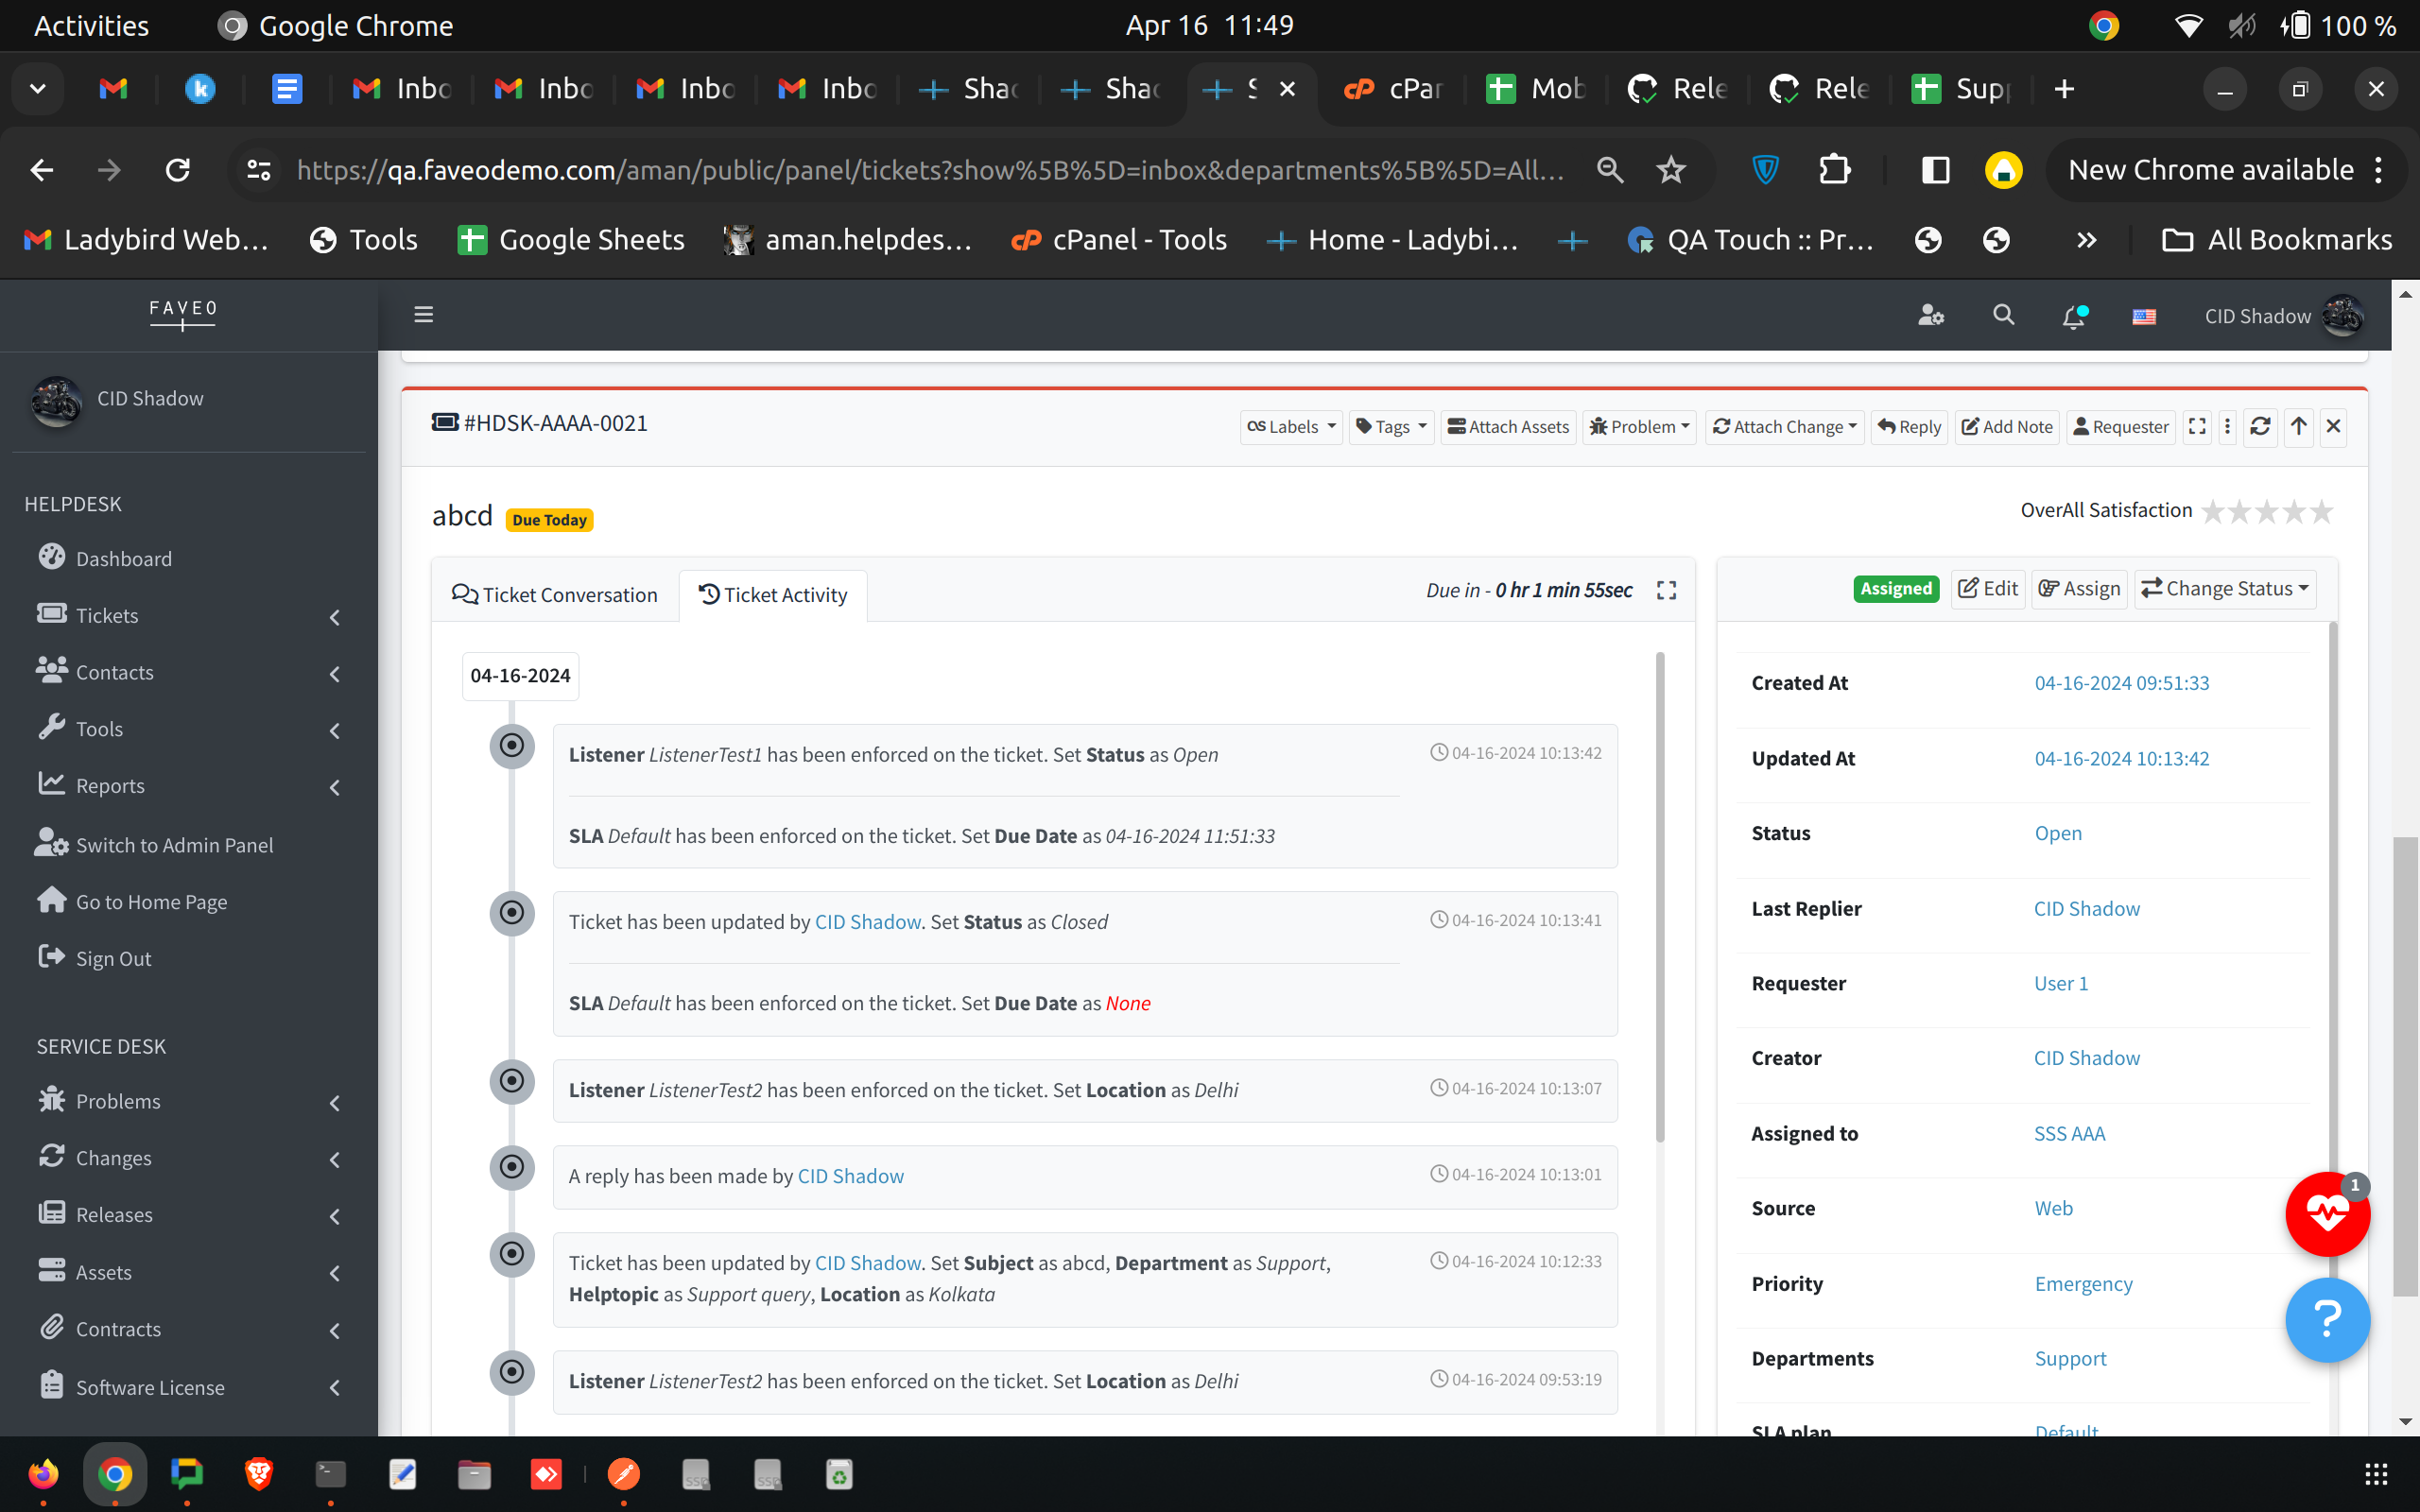 Activities
Google Chrome
Apr 16 11:49
100 %
Inbo
Inbo
Inbo
Inbo
Shac
Shac
S
cPar
Mob
Rele
Rele
Supp
https://qa.faveodemo.com/aman/public/panel/tickets?show%5B%5D=inbox&departments%5B%5D=All...
New Chrome available
Ladybird Web...
Tools
Google Sheets
aman.helpdes...
cPanel - Tools
Home - Ladybi...
QA Touch :: Pr...
All Bookmarks
FAVEO
CID Shadow
CID Shadow
HELPDESK
Dashboard
Tickets
Contacts
Tools
Reports
Switch to Admin Panel
Go to Home Page
Sign Out
SERVICE DESK
Problems
Changes
Releases
Assets
Contracts
Software License
#HDSK-AAAA-0021
Labels
Tags
Attach Assets
Problem
Attach Change
Reply
Add Note
Requester
abcd Due Today
OverAll Satisfaction
Ticket Conversation
Ticket Activity
Due in - 0 hr 1 min 55sec
04-16-2024
Listener ListenerTest1 has been enforced on the ticket. Set Status as Open
04-16-2024 10:13:42
SLA Default has been enforced on the ticket. Set Due Date as 04-16-2024 11:51:33
Ticket has been updated by CID Shadow. Set Status as Closed
04-16-2024 10:13:41
SLA Default has been enforced on the ticket. Set Due Date as None
Listener ListenerTest2 has been enforced on the ticket. Set Location as Delhi
04-16-2024 10:13:07
A reply has been made by CID Shadow
04-16-2024 10:13:01
Ticket has been updated by CID Shadow. Set Subject as abcd, Department as Support,
Helptopic as Support query, Location as Kolkata
04-16-2024 10:12:33
Listener ListenerTest2 has been enforced on the ticket. Set Location as Delhi
04-16-2024 09:53:19
Assigned
Edit
Assign
Change Status
Created At 04-16-2024 09:51:33
Updated At 04-16-2024 10:13:42
Status Open
Last Replier CID Shadow
Requester User 1
Creator CID Shadow
Assigned to SSS AAA
Source Web
Priority Emergency
Departments Support
SLA plan Default
1
?